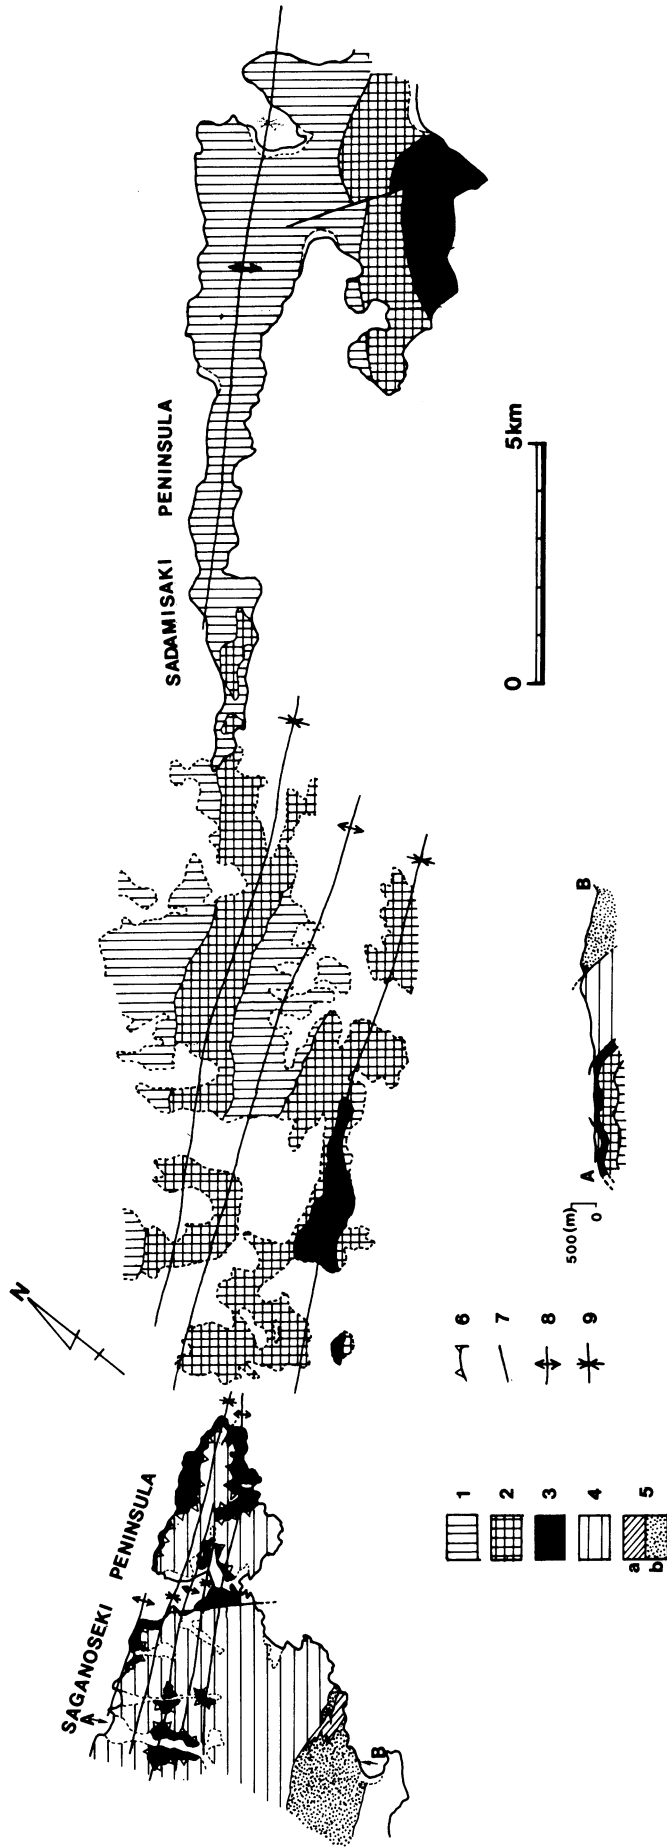 SADAMISAKI PENINSULA
SAGANOSEKI PENINSULA
N
A
B
0 5km
A
B
500(m)
0
1
2
3
4
a
b
5
6
7
8
9